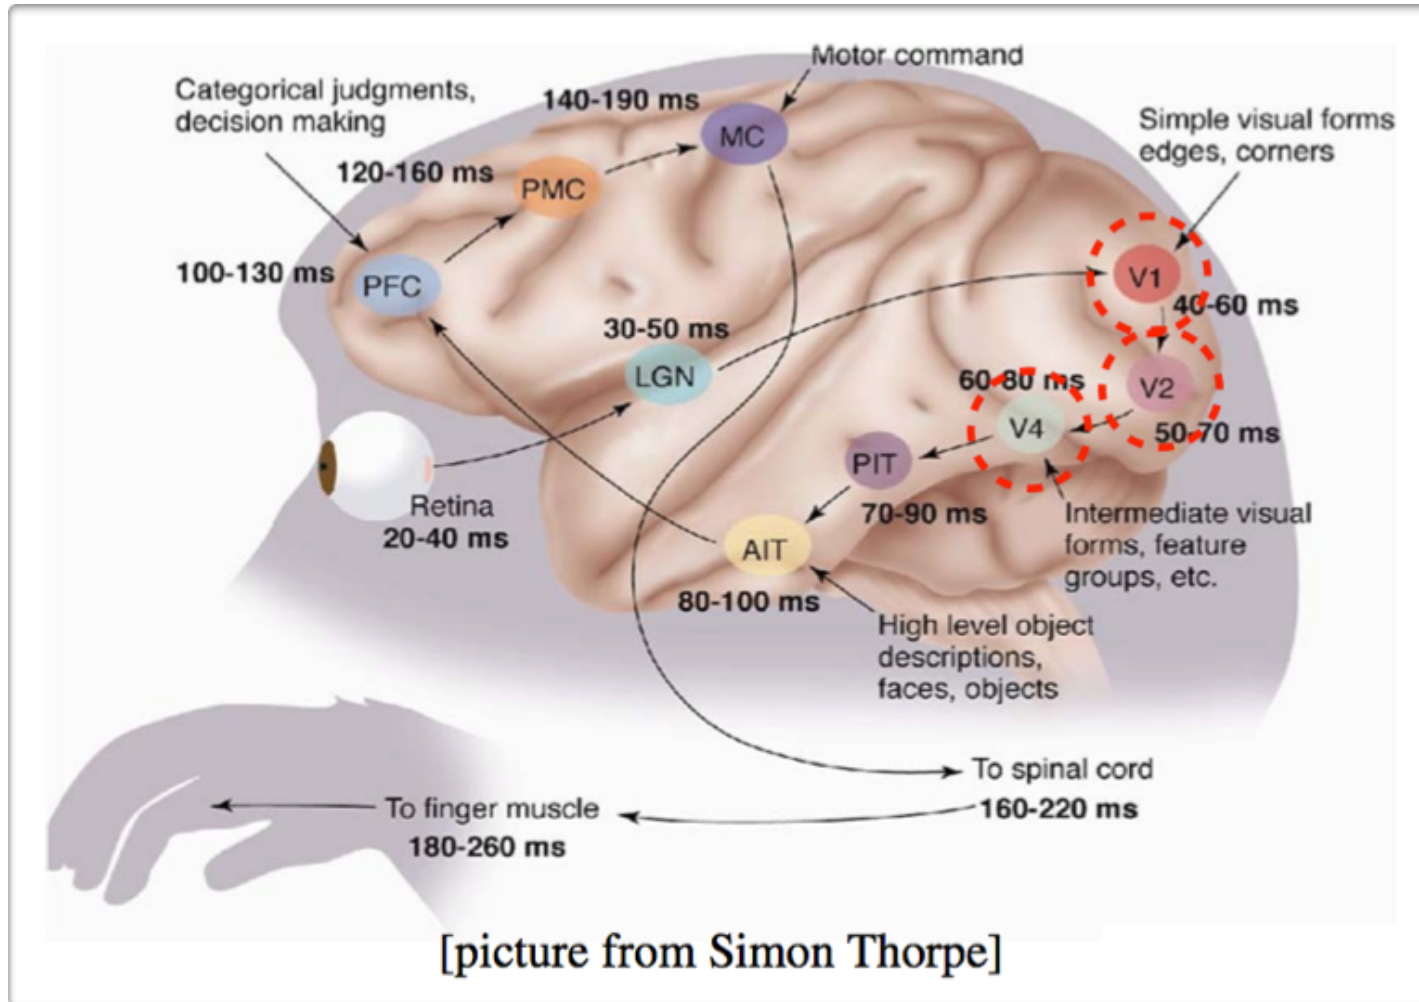 Motor command
Categorical judgments,
decision making
140-190 ms
MC
Simple visual forms
edges, corners
120-160 ms
PMC
100-130 ms
PFC
V1
40-60 ms
30-50 ms
LGN
60-80 ms
V2
V4
50-70 ms
PIT
Retina
20-40 ms
70-90 ms
Intermediate visual
forms, feature
groups, etc.
AIT
80-100 ms
High level object
descriptions,
faces, objects
To spinal cord
160-220 ms
To finger muscle
180-260 ms
[picture from Simon Thorpe]